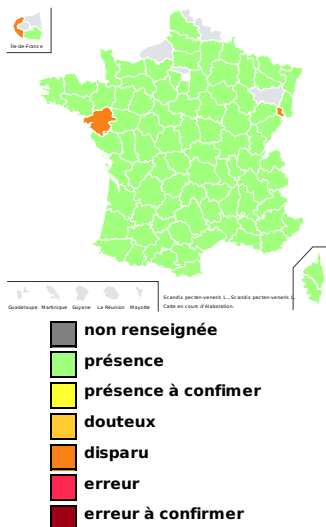 Île-de-France
Guadeloupe Martinique Guyane La Réunion Mayotte
Scandix pecten-veneris L., Scandix pecten-veneris L.
Carte en cours d'élaboration.
non renseignée
présence
présence à confimer
douteux
disparu
erreur
erreur à confirmer